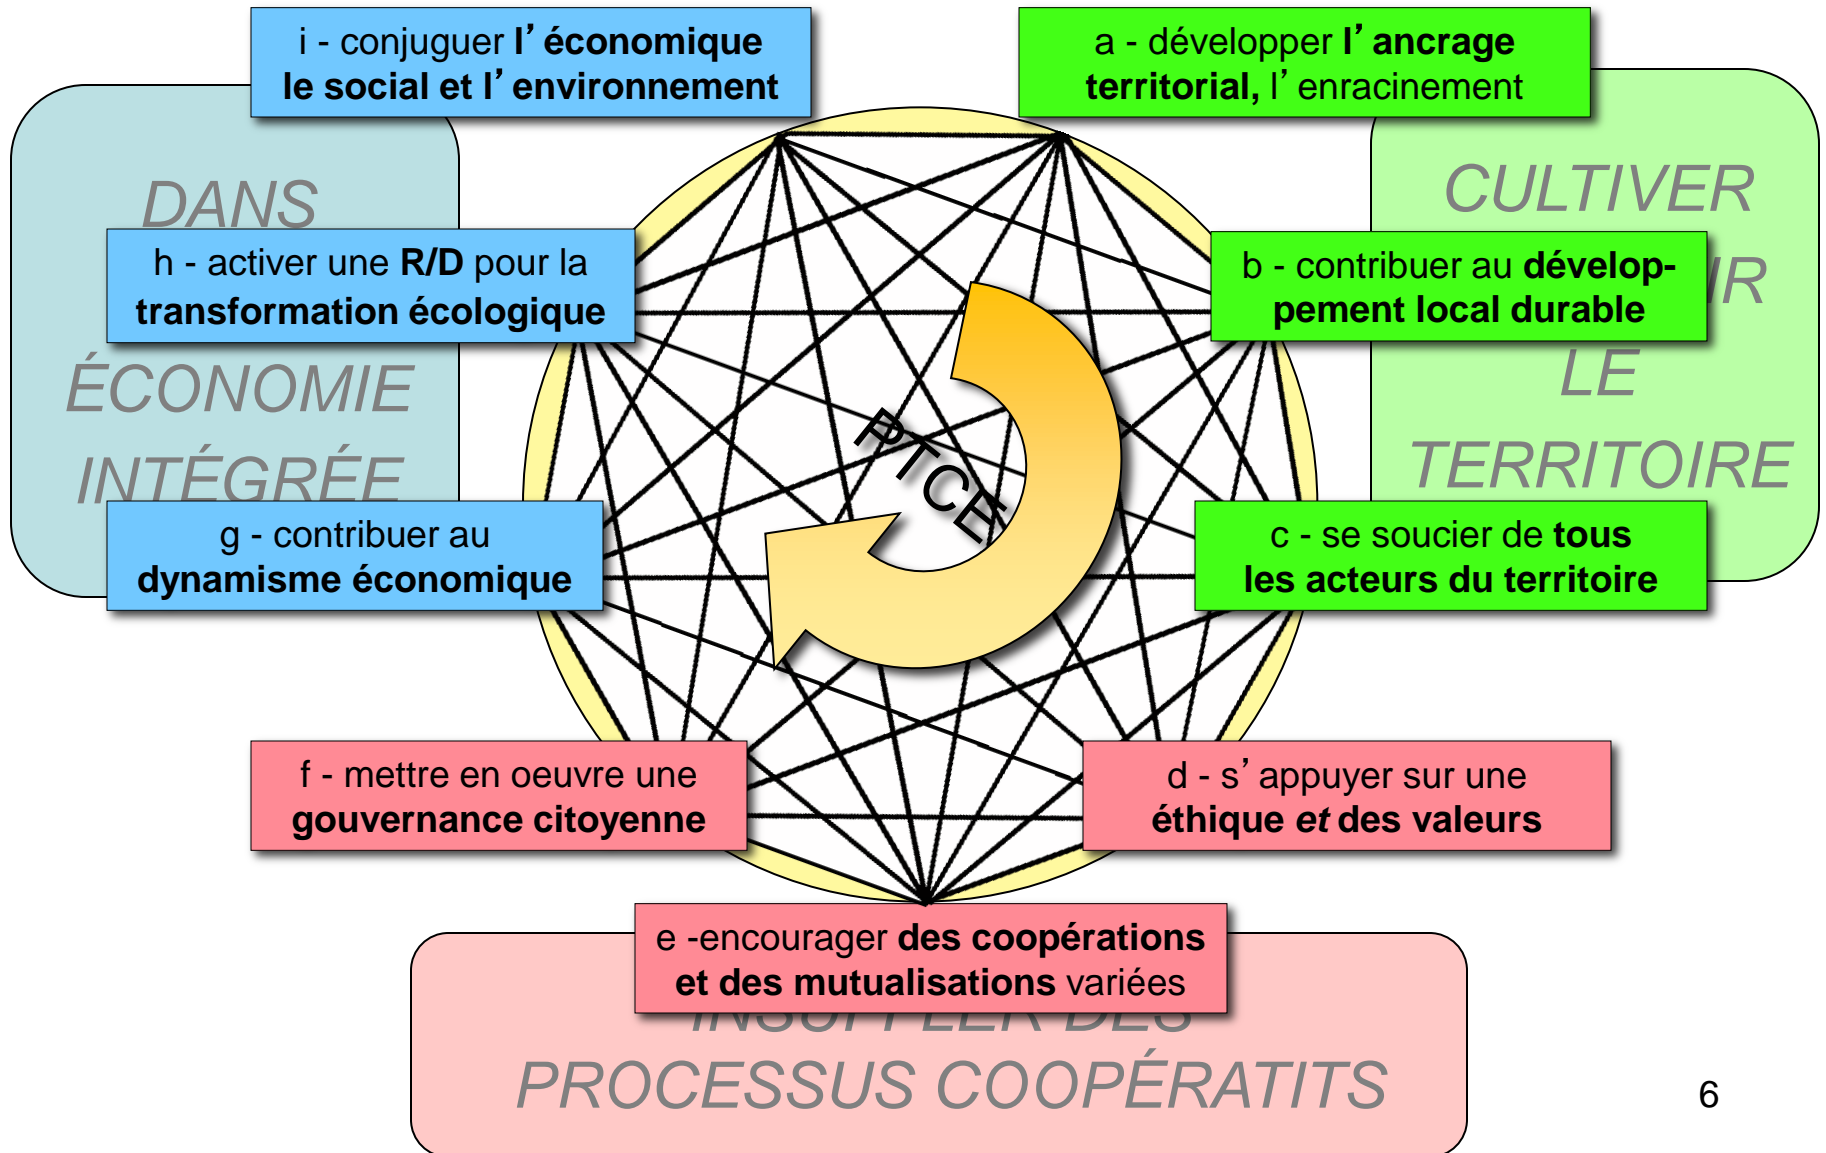 i - conjuguer l’ économique
le social et l’ environnement
a - développer l’ ancrage
territorial, l’ enracinement
DANS
h - activer une R/D pour la
transformation écologique
ÉCONOMIE
INTÉGRÉE
g - contribuer au
dynamisme économique
CULTIVER
b - contribuer au dévelop-
pement local durable
LE
TERRITOIRE
c - se soucier de tous
les acteurs du territoire
PTCE
f - mettre en oeuvre une
gouvernance citoyenne
d - s’ appuyer sur une
éthique et des valeurs
e -encourager des coopérations
et des mutualisations variées
INSUFFLER DES
PROCESSUS COOPÉRATITS
6